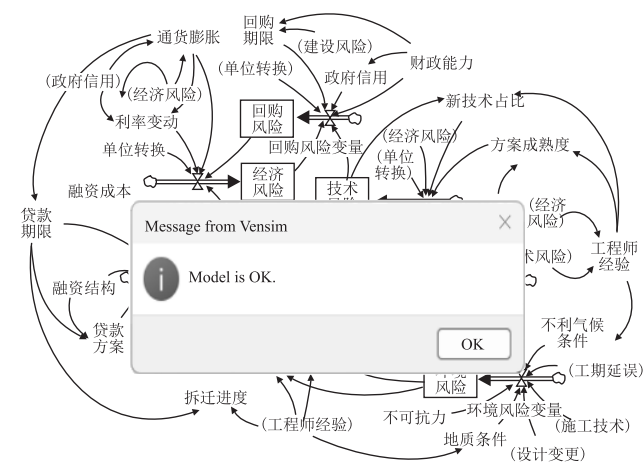 回购
期限
通货膨胀
(建设风险)
财政能力
(政府信用)
(单位转换)
政府信用
(经济风险)
新技术占比
利率变动
回购
风险
回购风险变量
(经济风险)
单位转换
(单位
转换)
方案成熟度
融资成本
经济
风险
技术
贷款
期限
(经济
风险)
工程师
经验
术风险)
融资结构
贷款
方案
Message from Vensim
Model is OK.
OK
不利气候
条件
风险
(工期延误)
拆迁进度
不可抗力
环境风险变量
(工程师经验)
(施工技术)
地质条件
(设计变更)